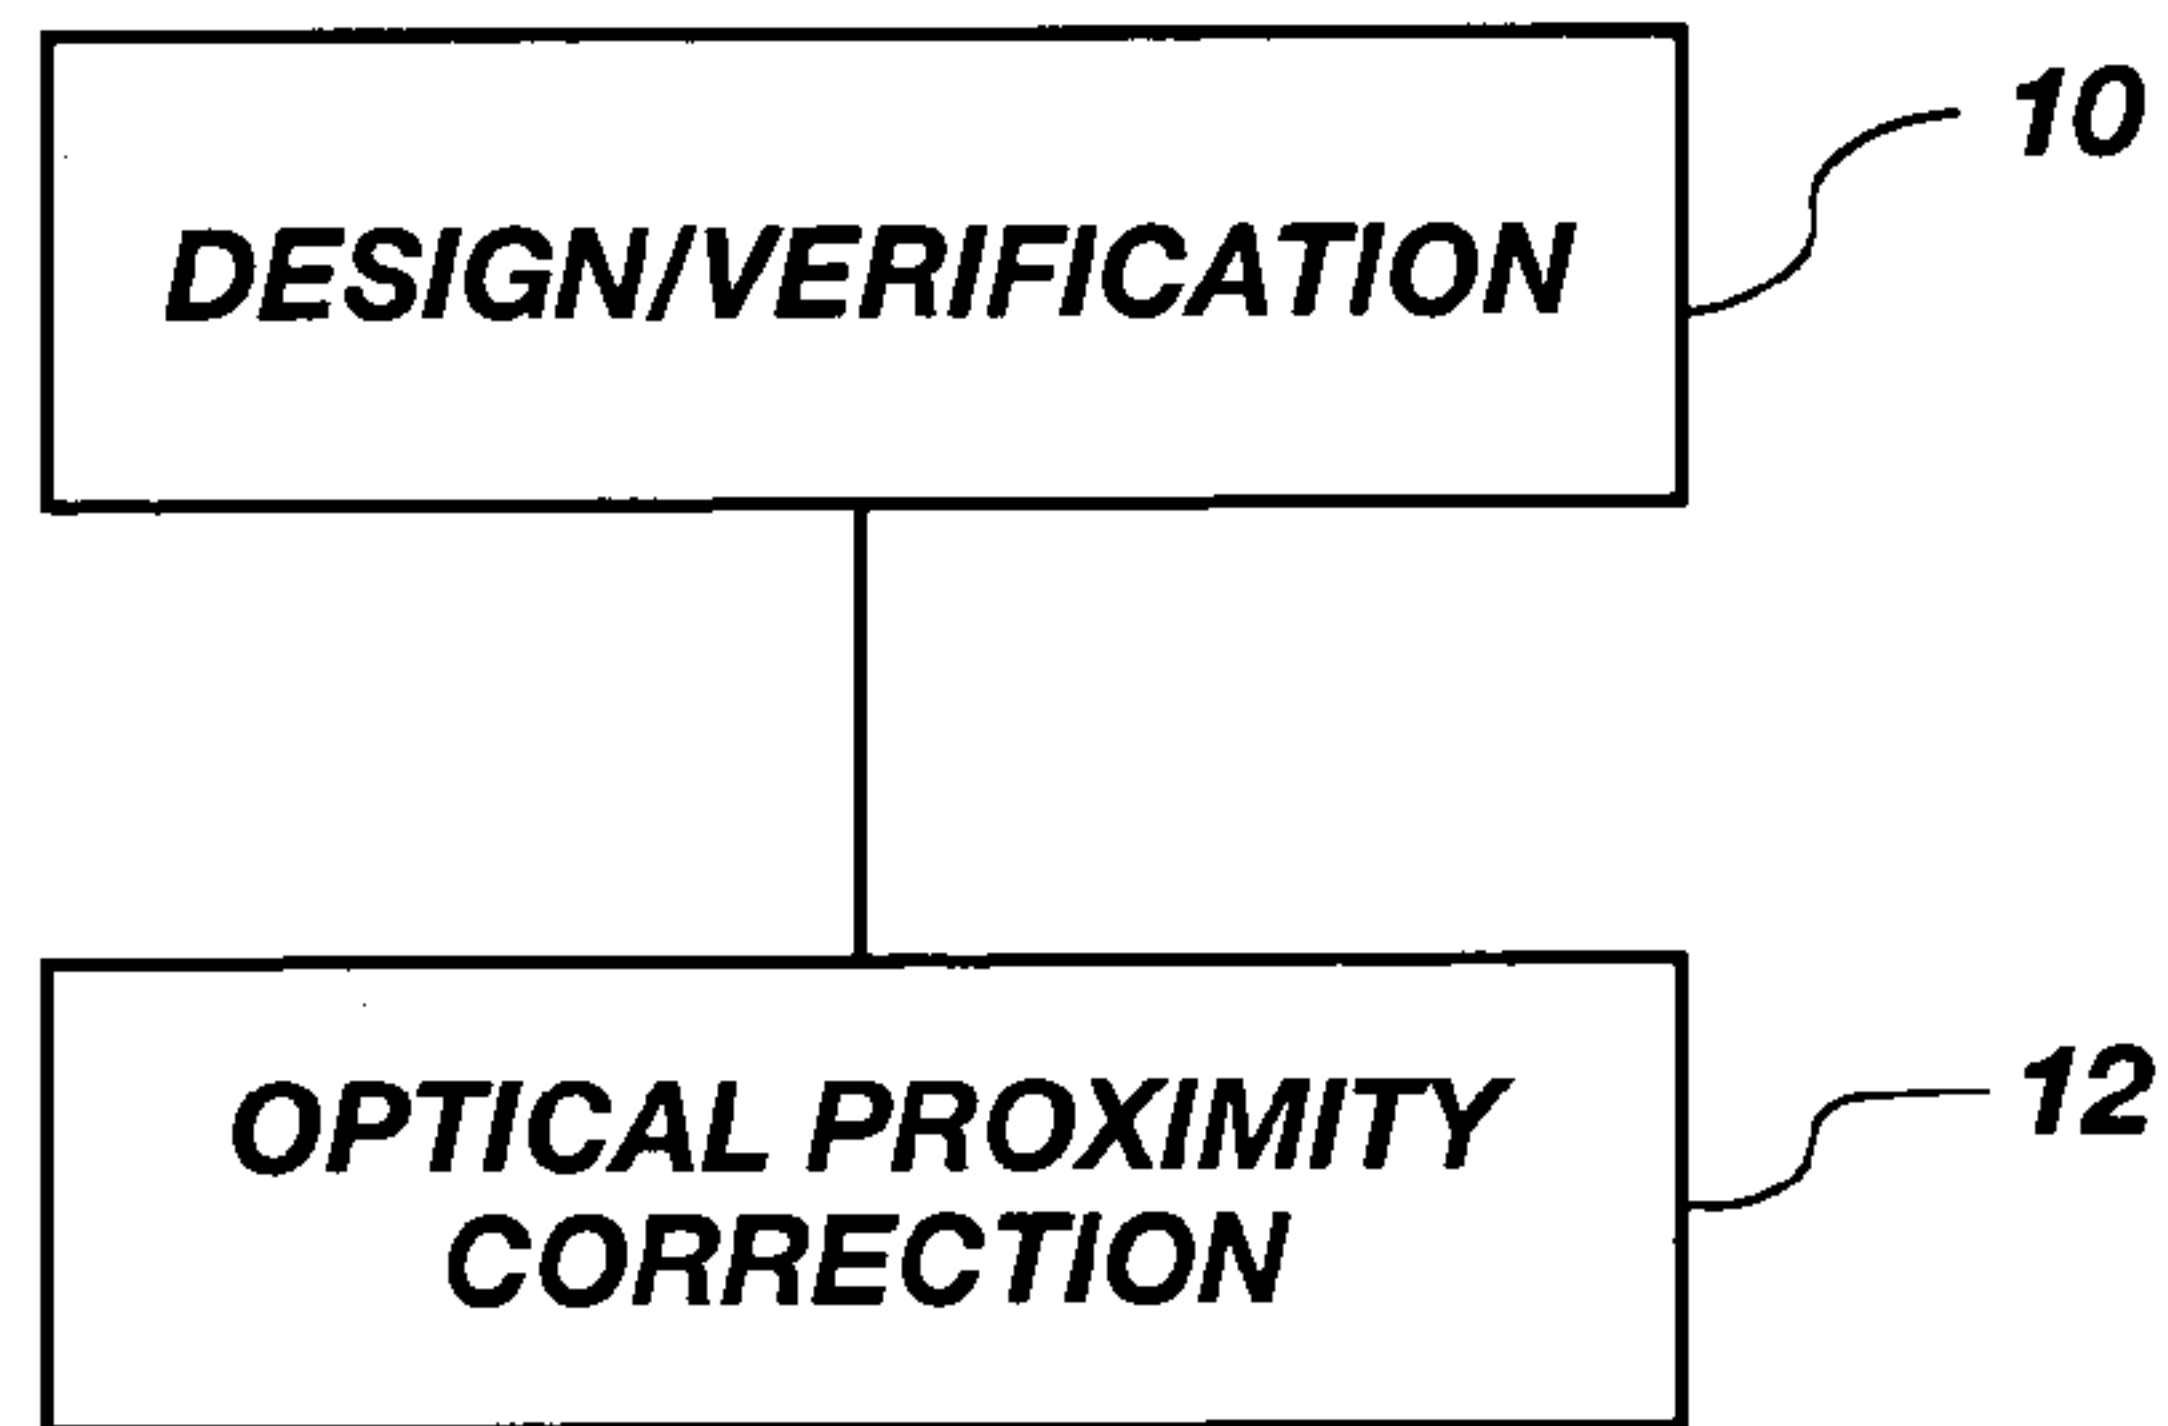 10
DESIGN/VERIFICATION
12
OPTICAL PROXIMITY
CORRECTION